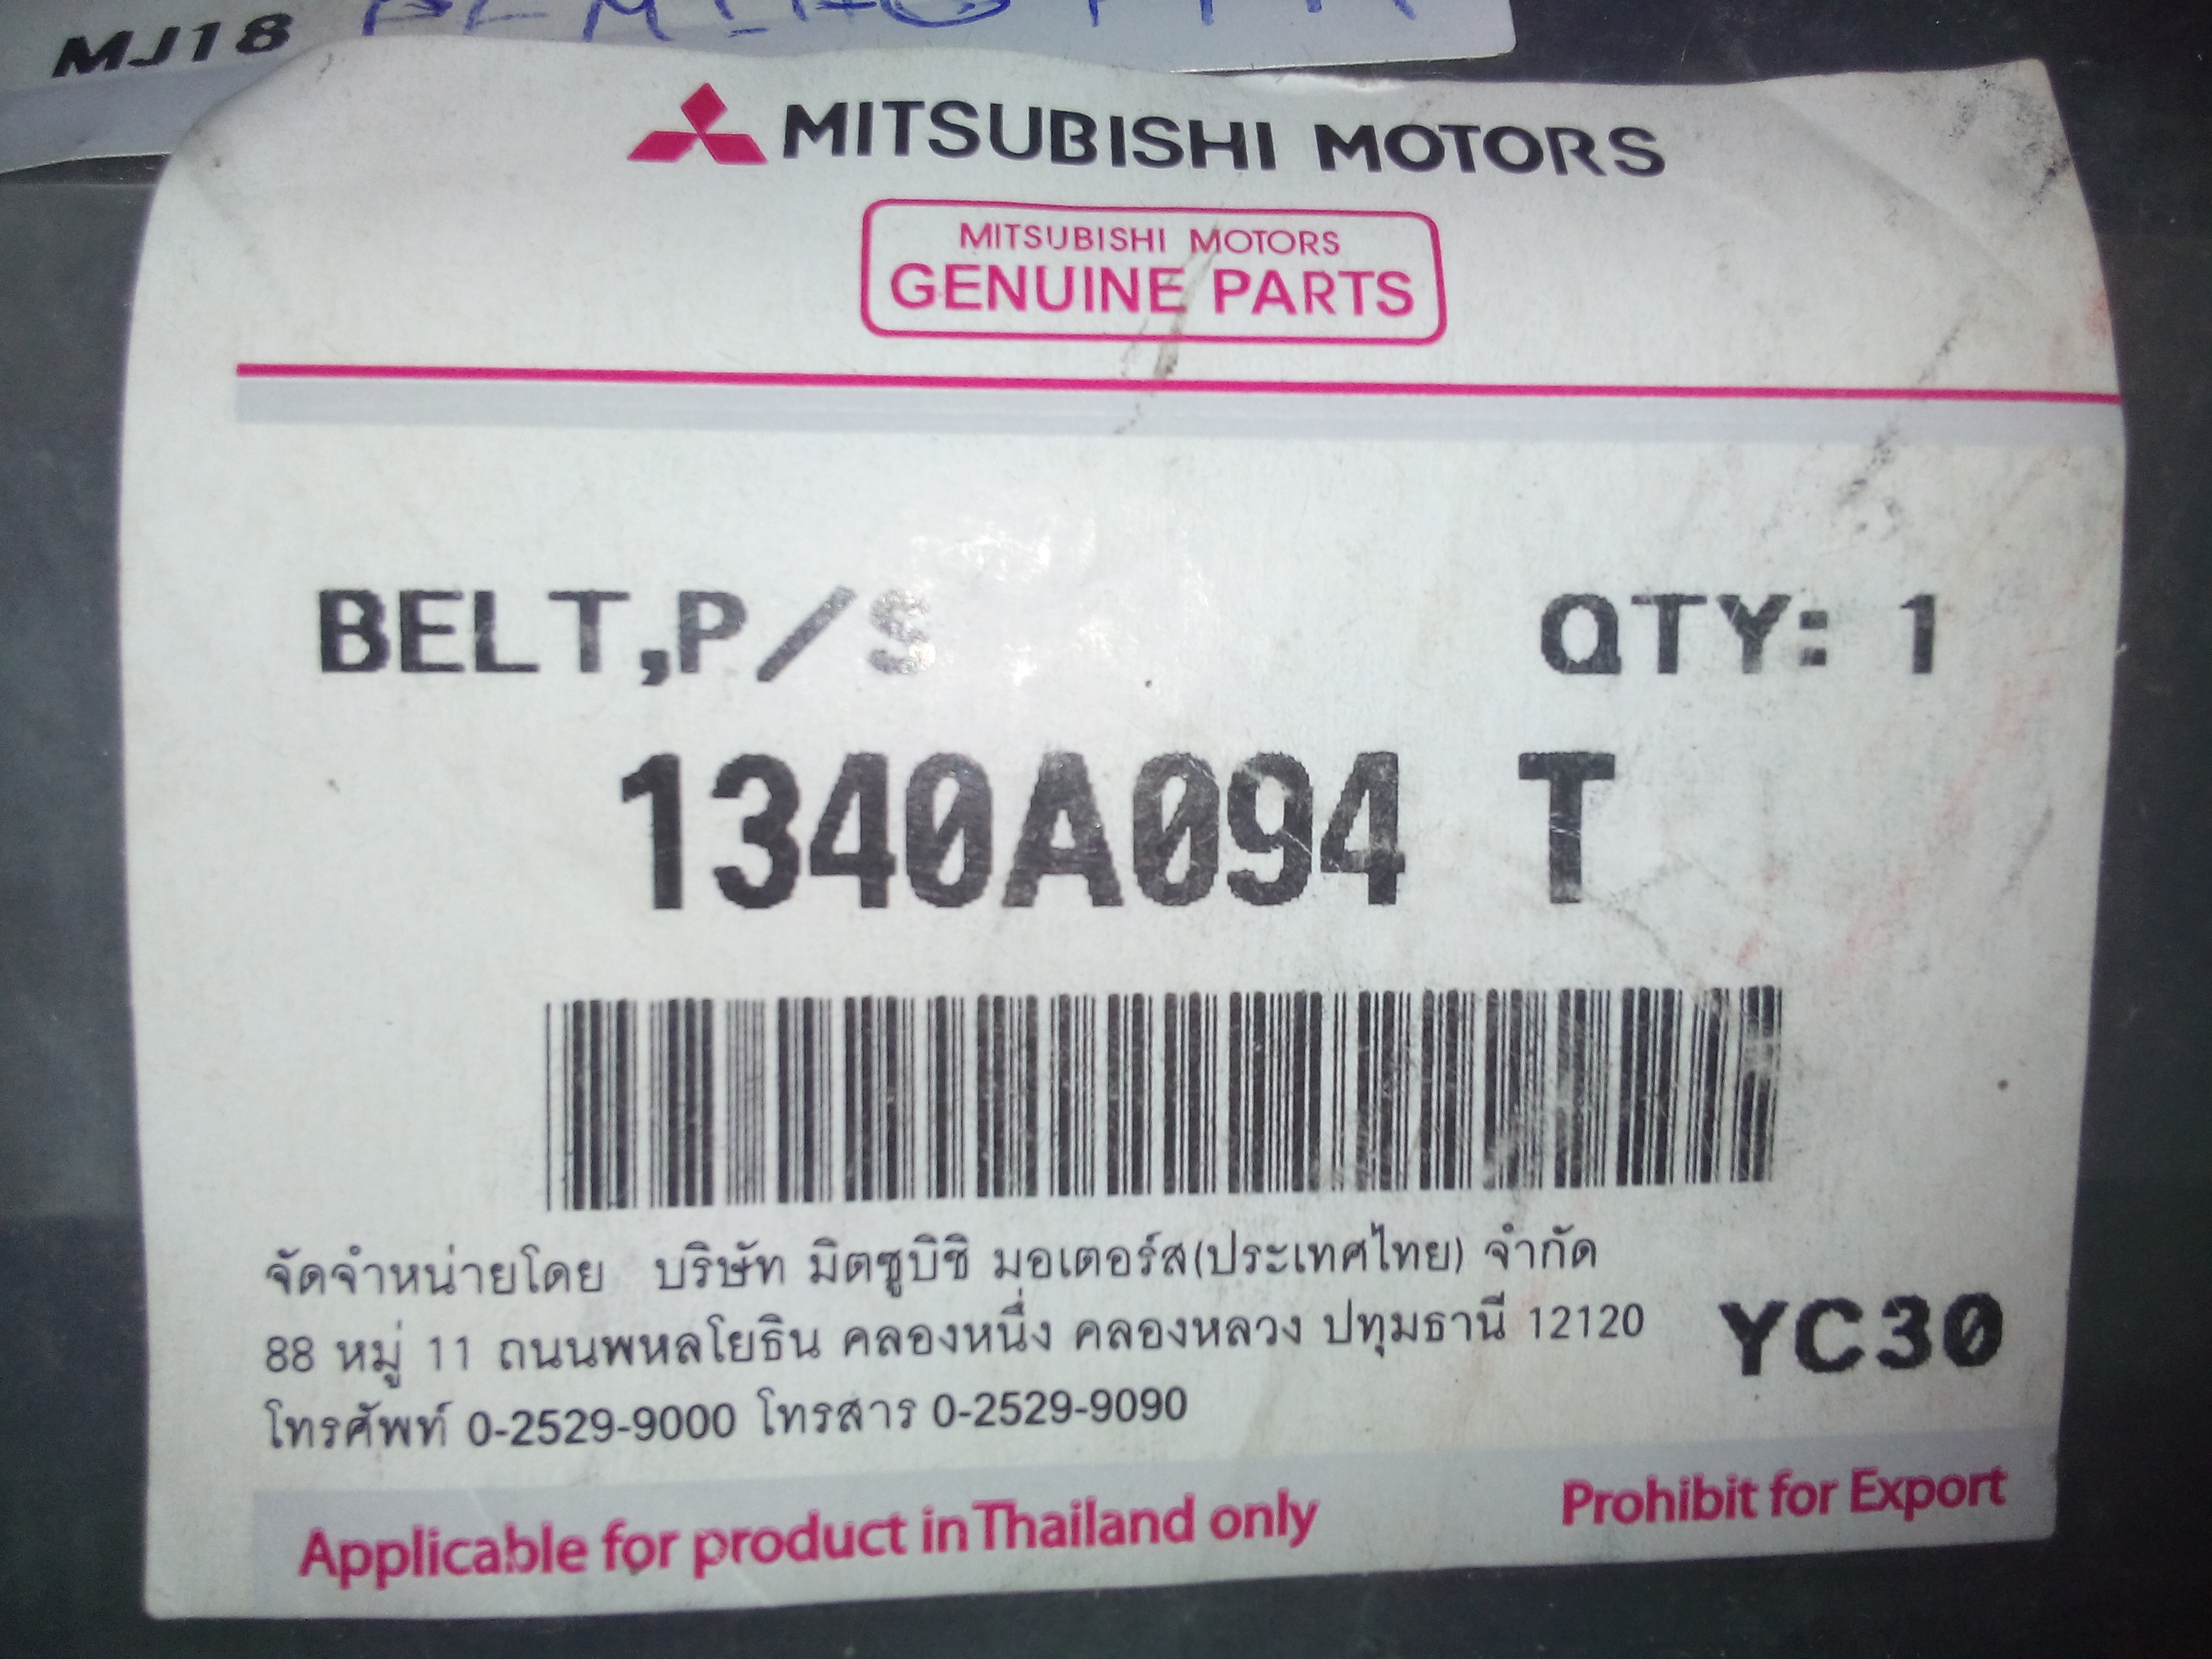 MJ18
MITSUBISHI MOTORS
MITSUBISHI MOTORS
GENUINE PARTS
BELT,P/S QTY: 1
1340A094 T
จัดจำหน่ายโดย บริษัท มิตซูบิชิ มอเตอร์ส(ประเทศไทย) จำกัด
88 หมู่ 11 ถนนพหลโยธิน คลองหนึ่ง คลองหลวง ปทุมธานี 12120
YC30
โทรศัพท์ 0-2529-9000 โทรสาร 0-2529-9090
Applicable for product in Thailand only Prohibit for Export